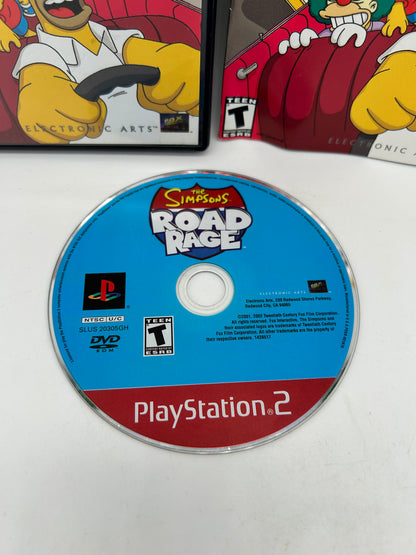 ELECTRONIC ARTS™
TEEN
T
ESRB
ELECTRONIC A
The
SIMPSONS
ROAD
RAGE
NTSC U/C
SLUS 20305GH
DVD
ROM
TEEN
T
ESRB
ELECTRONIC ARTS
Electronic Arts, 209 Redwood Shores Parkway,
Redwood City, CA 94065
©2001, 2002 Twentieth Century Fox Film Corporation.
All rights reserved. Fox Interactive, The Simpsons and
their associated logos are trademarks of Twentieth Century
Fox Film Corporation. All other trademarks are property of
their respective owners. 1428517
PlayStation®2